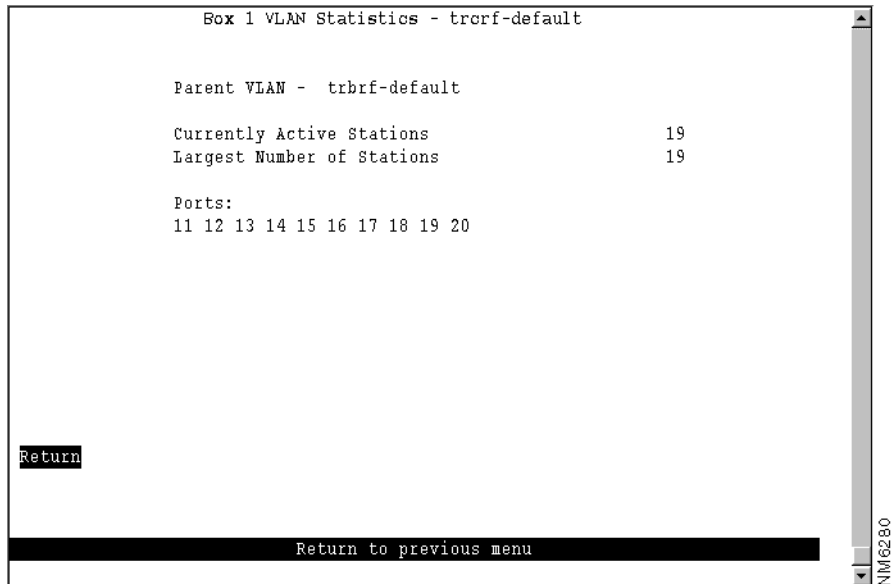 Box 1 VLAN Statistics - trcrf-default
Parent VLAN - trbrf-default
Currently Active Stations 19
Largest Number of Stations 19
Ports:
11 12 13 14 15 16 17 18 19 20
Return
Return to previous menu
NM6280